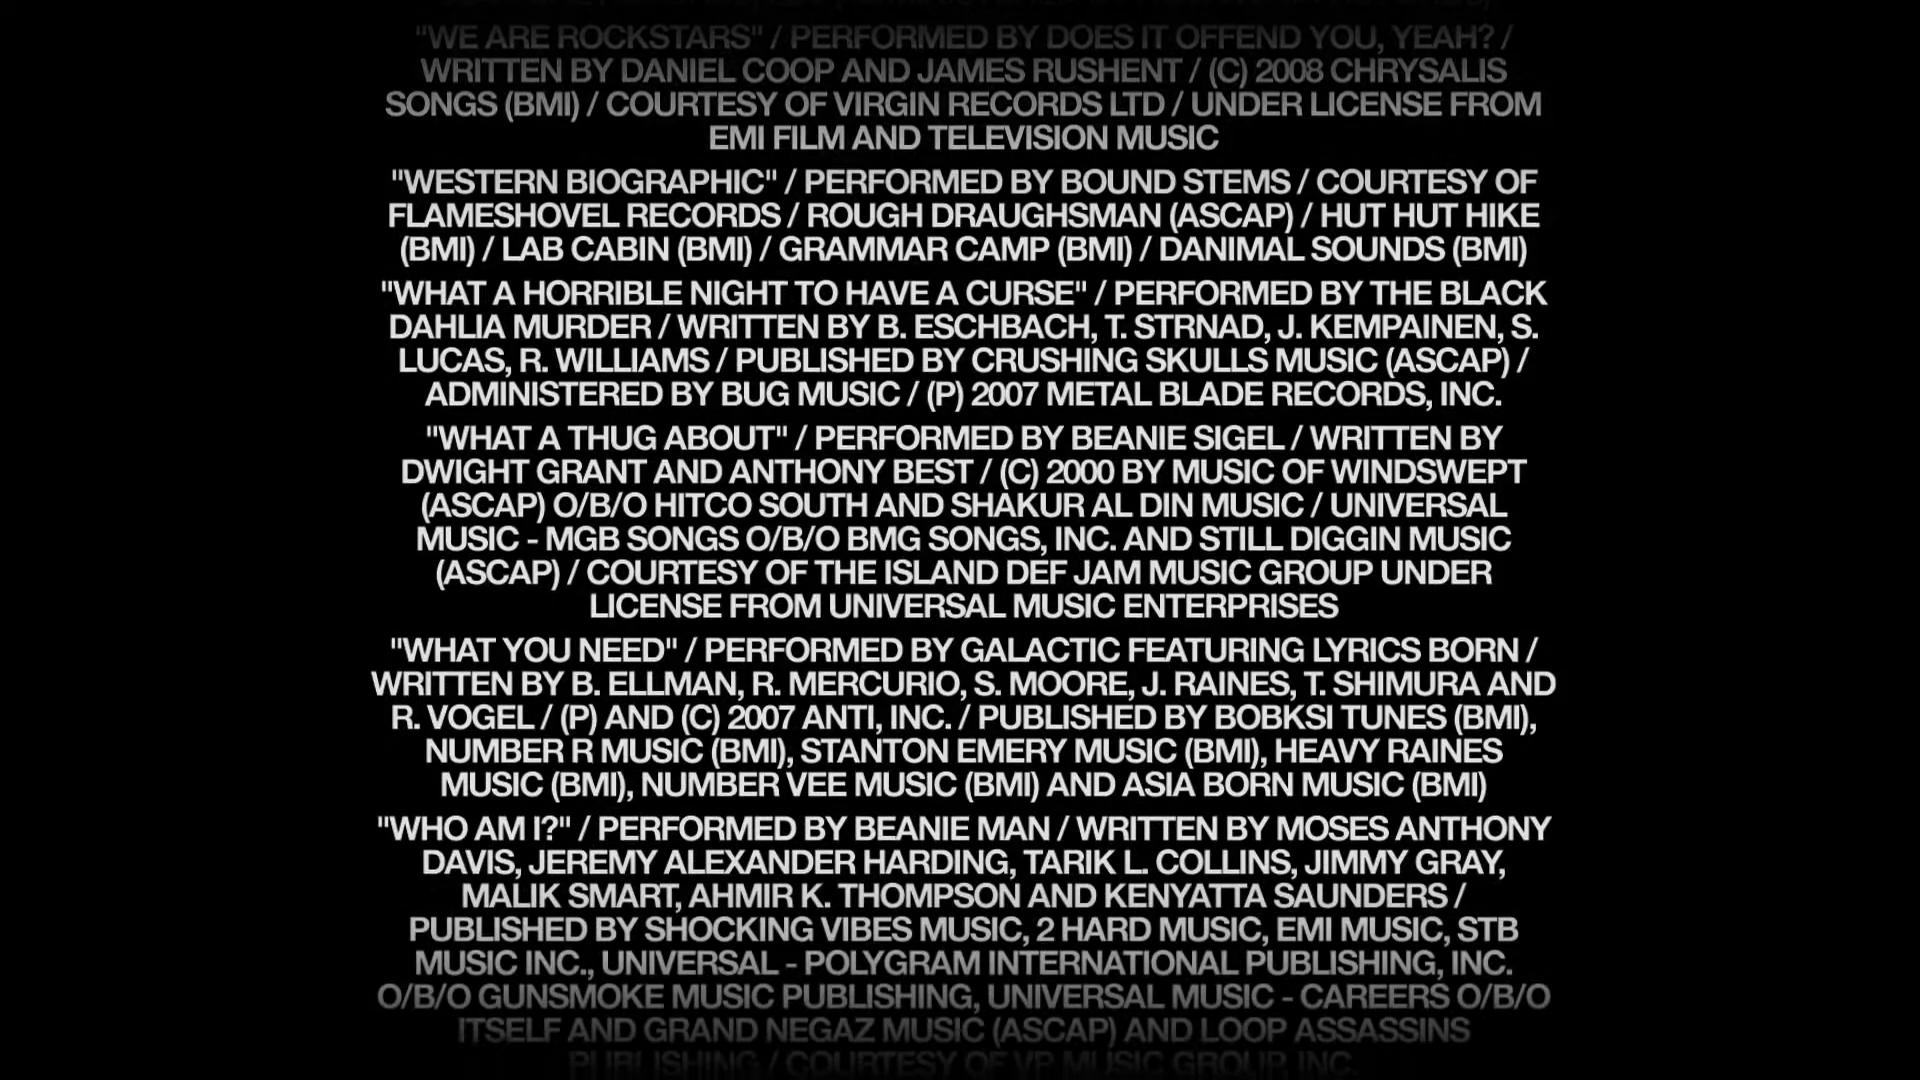 "WE ARE ROCKSTARS" / PERFORMED BY DOES IT OFFEND YOU, YEAH? /
WRITTEN BY DANIEL COOP AND JAMES RUSHENT / (C) 2008 CHRYSALIS
SONGS (BMI) / COURTESY OF VIRGIN RECORDS LTD / UNDER LICENSE FROM
EMI FILM AND TELEVISION MUSIC
"WESTERN BIOGRAPHIC" / PERFORMED BY BOUND STEMS / COURTESY OF
FLAMESHOVEL RECORDS / ROUGH DRAUGHSMAN (ASCAP) / HUT HUT HIKE
(BMI) / LAB CABIN (BMI) / GRAMMAR CAMP (BMI) / DANIMAL SOUNDS (BMI)
"WHAT A HORRIBLE NIGHT TO HAVE A CURSE" / PERFORMED BY THE BLACK
DAHLIA MURDER / WRITTEN BY B. ESCHBACH, T. STRNAD, J. KEMPAINEN, S.
LUCAS, R. WILLIAMS / PUBLISHED BY CRUSHING SKULLS MUSIC (ASCAP) /
ADMINISTERED BY BUG MUSIC / (P) 2007 METAL BLADE RECORDS, INC.
"WHAT A THUG ABOUT" / PERFORMED BY BEANIE SIGEL / WRITTEN BY
DWIGHT GRANT AND ANTHONY BEST / (C) 2000 BY MUSIC OF WINDSWEPT
(ASCAP) O/B/O HITCO SOUTH AND SHAKUR AL DIN MUSIC / UNIVERSAL
MUSIC - MGB SONGS O/B/O BMG SONGS, INC. AND STILL DIGGIN MUSIC
(ASCAP) / COURTESY OF THE ISLAND DEF JAM MUSIC GROUP UNDER
LICENSE FROM UNIVERSAL MUSIC ENTERPRISES
"WHAT YOU NEED" / PERFORMED BY GALACTIC FEATURING LYRICS BORN /
WRITTEN BY B. ELLMAN, R. MERCURIO, S. MOORE, J. RAINES, T. SHIMURA AND
R. VOGEL / (P) AND (C) 2007 ANTI, INC. / PUBLISHED BY BOBKSI TUNES (BMI),
NUMBER R MUSIC (BMI), STANTON EMERY MUSIC (BMI), HEAVY RAINES
MUSIC (BMI), NUMBER VEE MUSIC (BMI) AND ASIA BORN MUSIC (BMI)
"WHO AM I?" / PERFORMED BY BEANIE MAN / WRITTEN BY MOSES ANTHONY
DAVIS, JEREMY ALEXANDER HARDING, TARIK L. COLLINS, JIMMY GRAY,
MALIK SMART, AHMIR K. THOMPSON AND KENYATTA SAUNDERS /
PUBLISHED BY SHOCKING VIBES MUSIC, 2 HARD MUSIC, EMI MUSIC, STB
MUSIC INC., UNIVERSAL - POLYGRAM INTERNATIONAL PUBLISHING, INC.
O/B/O GUNSMOKE MUSIC PUBLISHING, UNIVERSAL MUSIC - CAREERS O/B/O
ITSELF AND GRAND NEGAZ MUSIC (ASCAP) AND LOOP ASSASSINS
PUBLISHING / COURTESY OF VP MUSIC GROUP, INC.